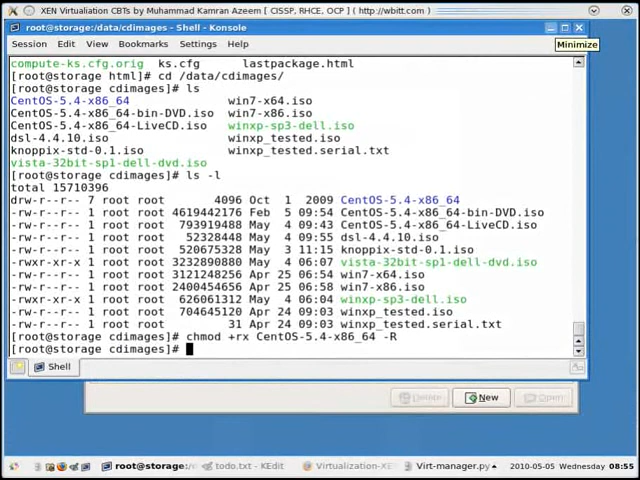 XEN Virtualiation CBTs by Muhammad Kamran Azeem [ CISSP, RHCE, OCP ] (http://wbitt.com)
root@storage:/data/cdimages - Shell - Konsole
Session Edit View Bookmarks Settings Help
Minimize
compute-ks.cfg.orig ks.cfg lastpackage.html
[root@storage html]# cd /data/cdimages/
[root@storage cdimages]# ls
CentOS-5.4-x86_64 win7-x64.iso
CentOS-5.4-x86_64-bin-DVD.iso win7-x86.iso
CentOS-5.4-x86_64-LiveCD.iso winxp-sp3-dell.iso
dsl-4.4.10.iso winxp_tested.iso
knoppix-std-0.1.iso winxp_tested.serial.txt
vista-32bit-sp1-dell-dvd.iso
[root@storage cdimages]# ls -l
total 15710396
drw-r--r-- 7 root root 4096 Oct 1 2009 CentOS-5.4-x86_64
-rw-r--r-- 1 root root 4619442176 Feb 5 09:54 CentOS-5.4-x86_64-bin-DVD.iso
-rw-r--r-- 1 root root 793919488 May 4 09:43 CentOS-5.4-x86_64-LiveCD.iso
-rw-r--r-- 1 root root 52328448 May 4 09:55 dsl-4.4.10.iso
-rw-r--r-- 1 root root 520675328 May 3 11:15 knoppix-std-0.1.iso
-rwxr-xr-x 1 root root 3232890880 May 4 06:07 vista-32bit-sp1-dell-dvd.iso
-rw-r--r-- 1 root root 3121248256 Apr 25 06:54 win7-x64.iso
-rw-r--r-- 1 root root 2400454656 Apr 25 06:58 win7-x86.iso
-rwxr-xr-x 1 root root 626061312 May 4 06:04 winxp-sp3-dell.iso
-rw-r--r-- 1 root root 704645120 Apr 24 09:03 winxp_tested.iso
-rw-r--r-- 1 root root 31 Apr 24 09:03 winxp_tested.serial.txt
[root@storage cdimages]# chmod +rx CentOS-5.4-x86_64 -R
[root@storage cdimages]#
Shell
Delete New Open
root@storage: todo.txt - KEdit Virtualization-XEN Virt-manager.py 2010-05-05 Wednesday 08:55